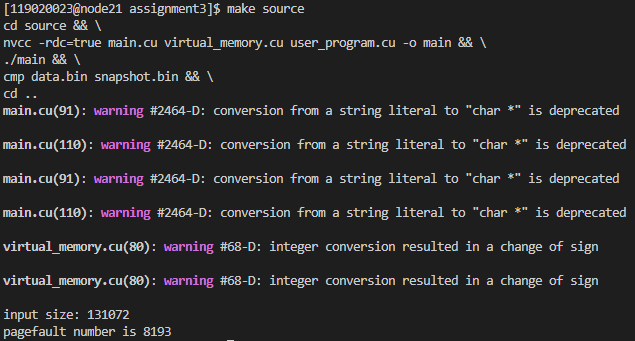 [119020023@node21 assignment3]$ make source
cd source && \
nvcc -rdc=true main.cu virtual_memory.cu user_program.cu -o main && \
./main && \
cmp data.bin snapshot.bin && \
cd ..
main.cu(91): warning #2464-D: conversion from a string literal to "char *" is deprecated
main.cu(110): warning #2464-D: conversion from a string literal to "char *" is deprecated
main.cu(91): warning #2464-D: conversion from a string literal to "char *" is deprecated
main.cu(110): warning #2464-D: conversion from a string literal to "char *" is deprecated
virtual_memory.cu(80): warning #68-D: integer conversion resulted in a change of sign
virtual_memory.cu(80): warning #68-D: integer conversion resulted in a change of sign
input size: 131072
pagefault number is 8193